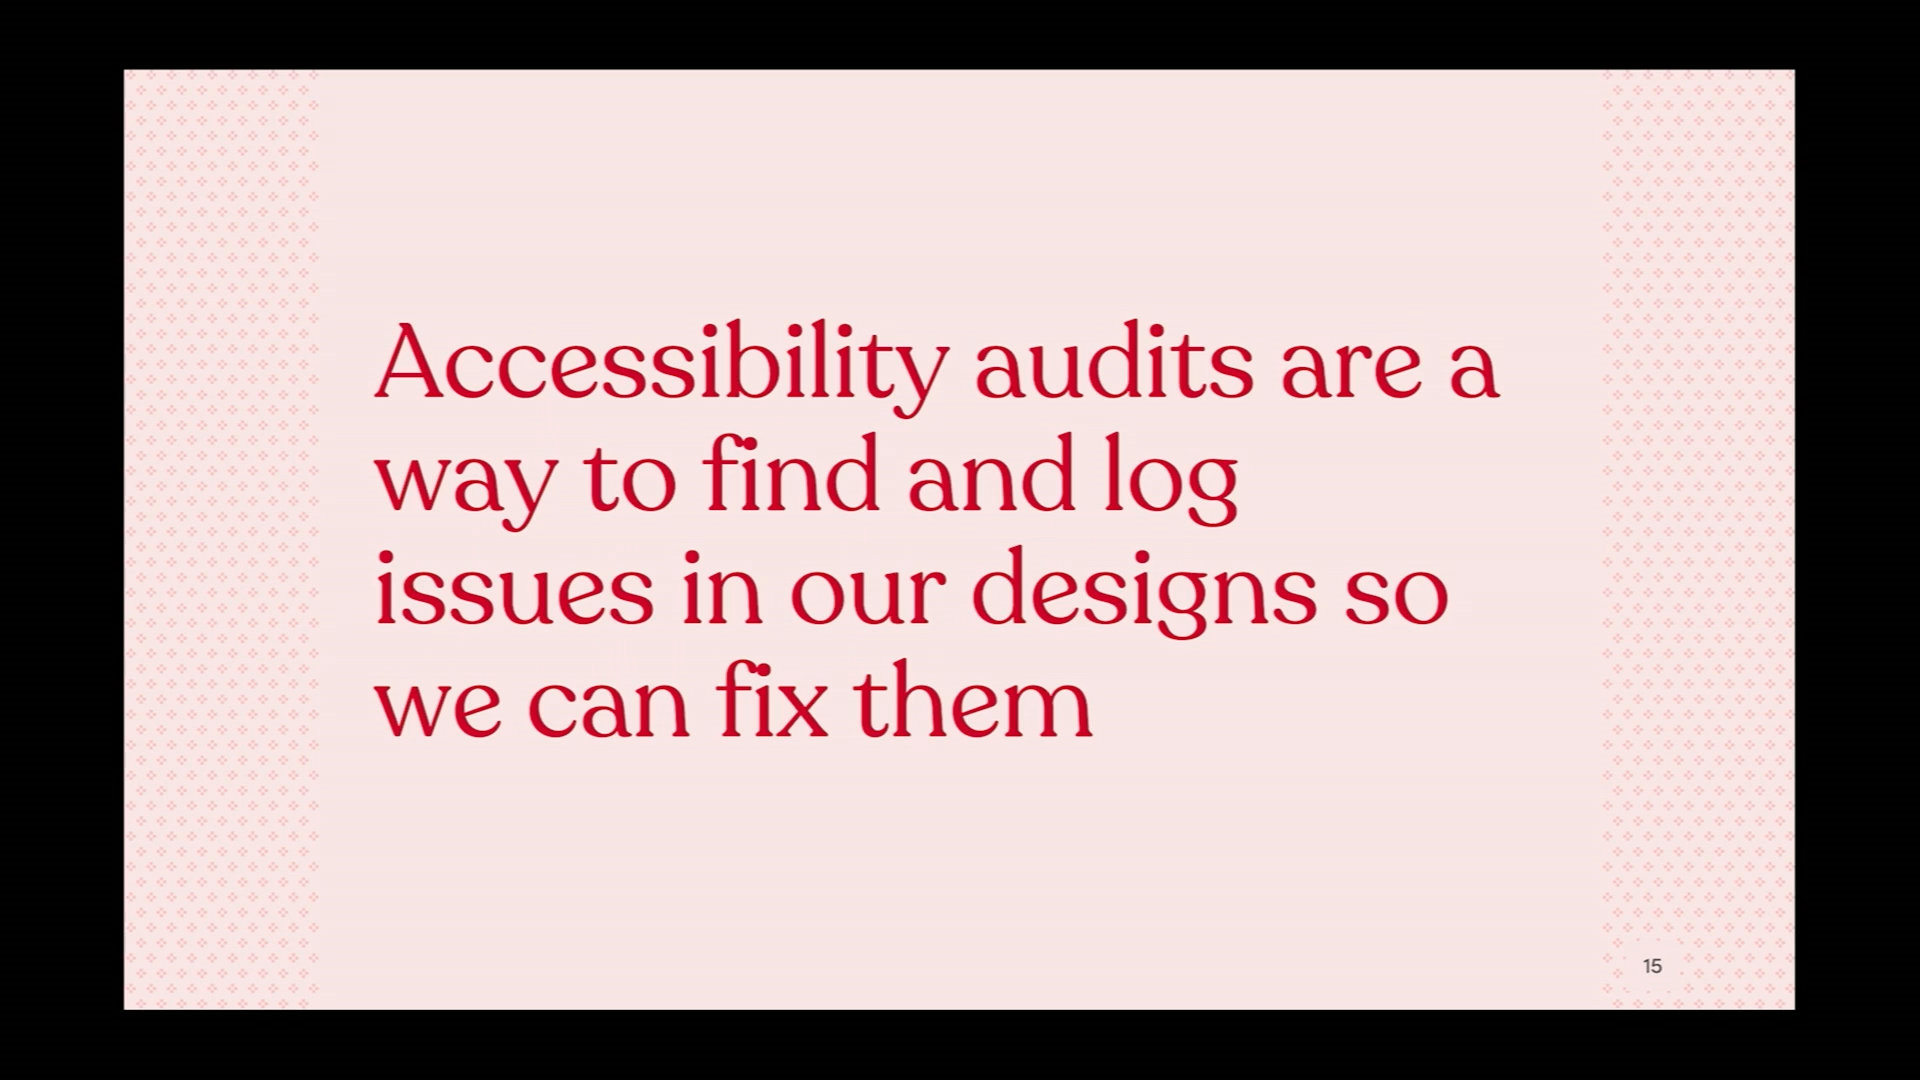 Accessibility audits are a
way to find and log
issues in our designs so
we can fix them
15